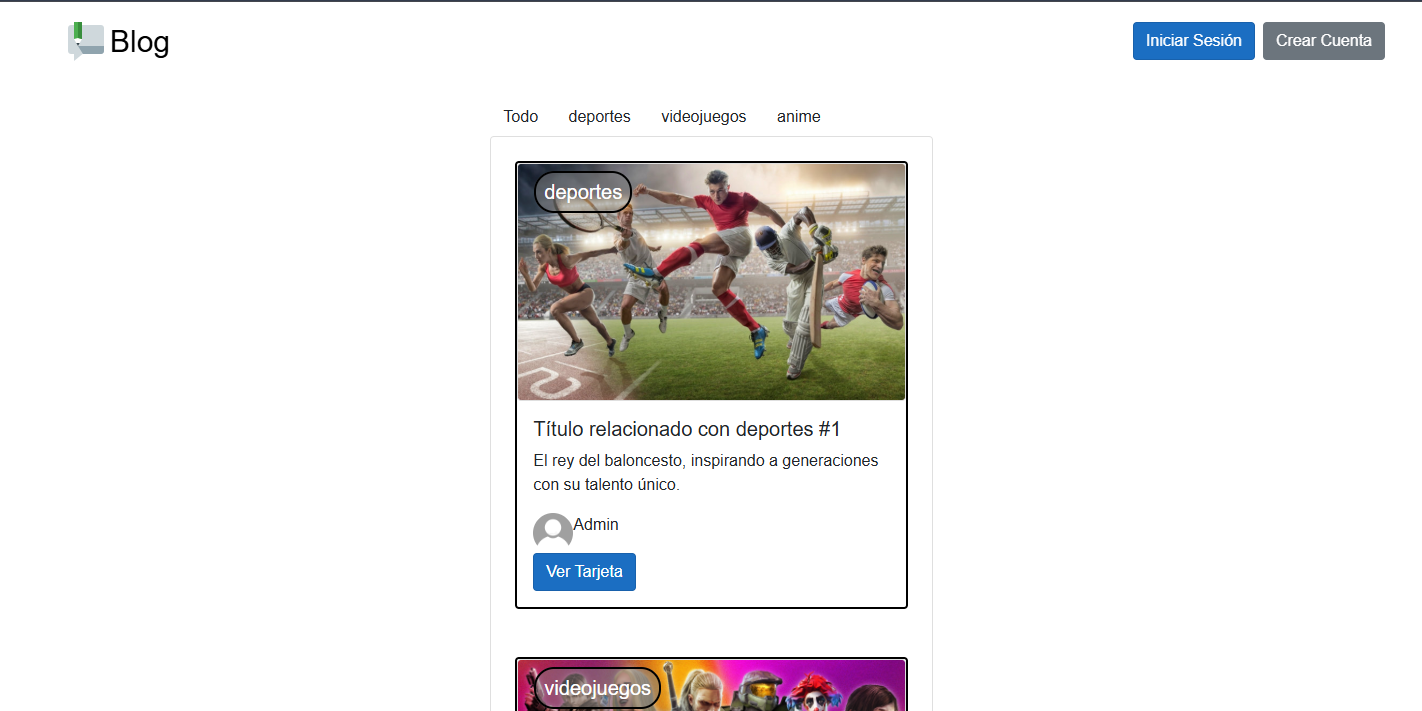 Blog
Iniciar Sesión
Crear Cuenta
Todo
deportes
videojuegos
anime
deportes
2
Título relacionado con deportes #1
El rey del baloncesto, inspirando a generaciones
con su talento único.
Admin
Ver Tarjeta
videojuegos